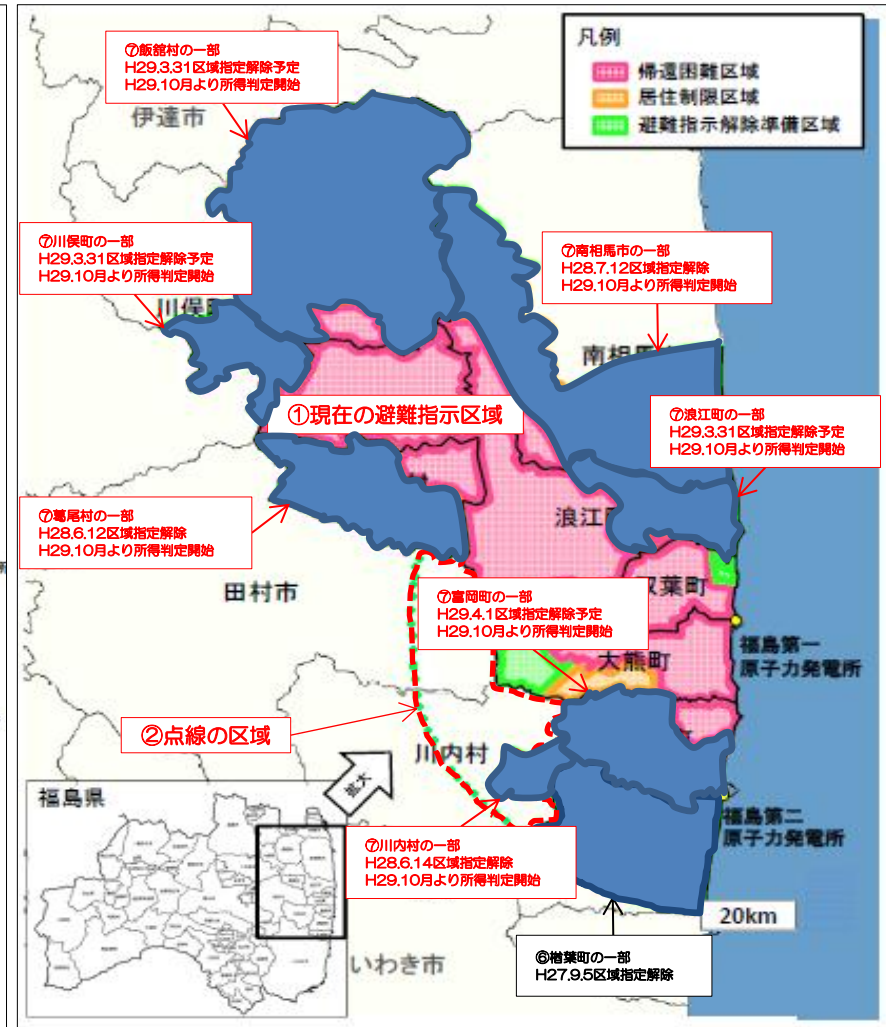 ⑦飯舘村の一部
H29.3.31区域指定解除予定
H29.10月より所得判定開始
凡例
帰還困難区域
居住制限区域
避難指示解除準備区域
伊達市
⑦川俣町の一部
H29.3.31区域指定解除予定
H29.10月より所得判定開始
⑦南相馬市の一部
H28.7.12区域指定解除
H29.10月より所得判定開始
川俣
南相
①現在の避難指示区域
⑦浪江町の一部
H29.3.31区域指定解除予定
H29.10月より所得判定開始
⑦葛尾村の一部
H28.6.12区域指定解除
H29.10月より所得判定開始
浪江
田村市
双葉町
⑦富岡町の一部
H29.4.1区域指定解除予定
H29.10月より所得判定開始
大熊町
福島第一
原子力発電所
②点線の区域
川内村
拡大
福島県
福島第二
原子力発電所
⑦川内村の一部
H28.6.14区域指定解除
H29.10月より所得判定開始
20km
いわき市
⑥楢葉町の一部
H27.9.5区域指定解除